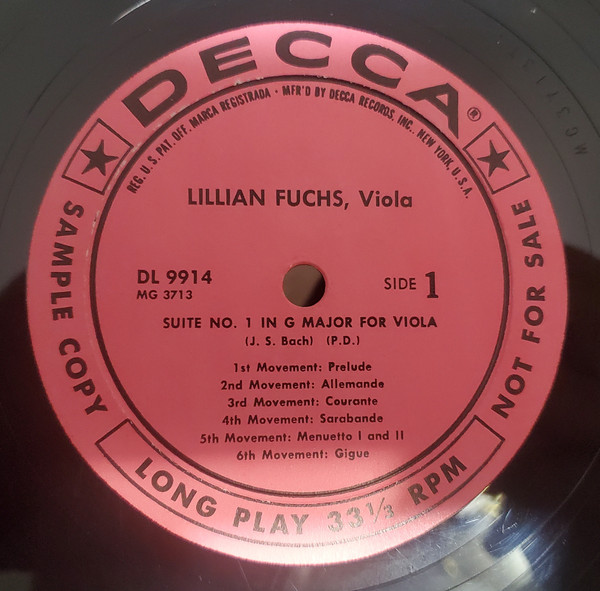 DECCA®
REG. U.S. PAT. OFF. MARCA REGISTRADA • MFR'D BY DECCA RECORDS, INC., NEW YORK, U.S.A.
LILLIAN FUCHS, Viola
DL 9914
MG 3713
SIDE 1
SUITE NO. 1 IN G MAJOR FOR VIOLA
(J. S. Bach) (P.D.)
1st Movement: Prelude
2nd Movement: Allemande
3rd Movement: Courante
4th Movement: Sarabande
5th Movement: Menuetto I and II
6th Movement: Gigue
SAMPLE COPY
NOT FOR SALE
LONG PLAY 33 1/3 RPM